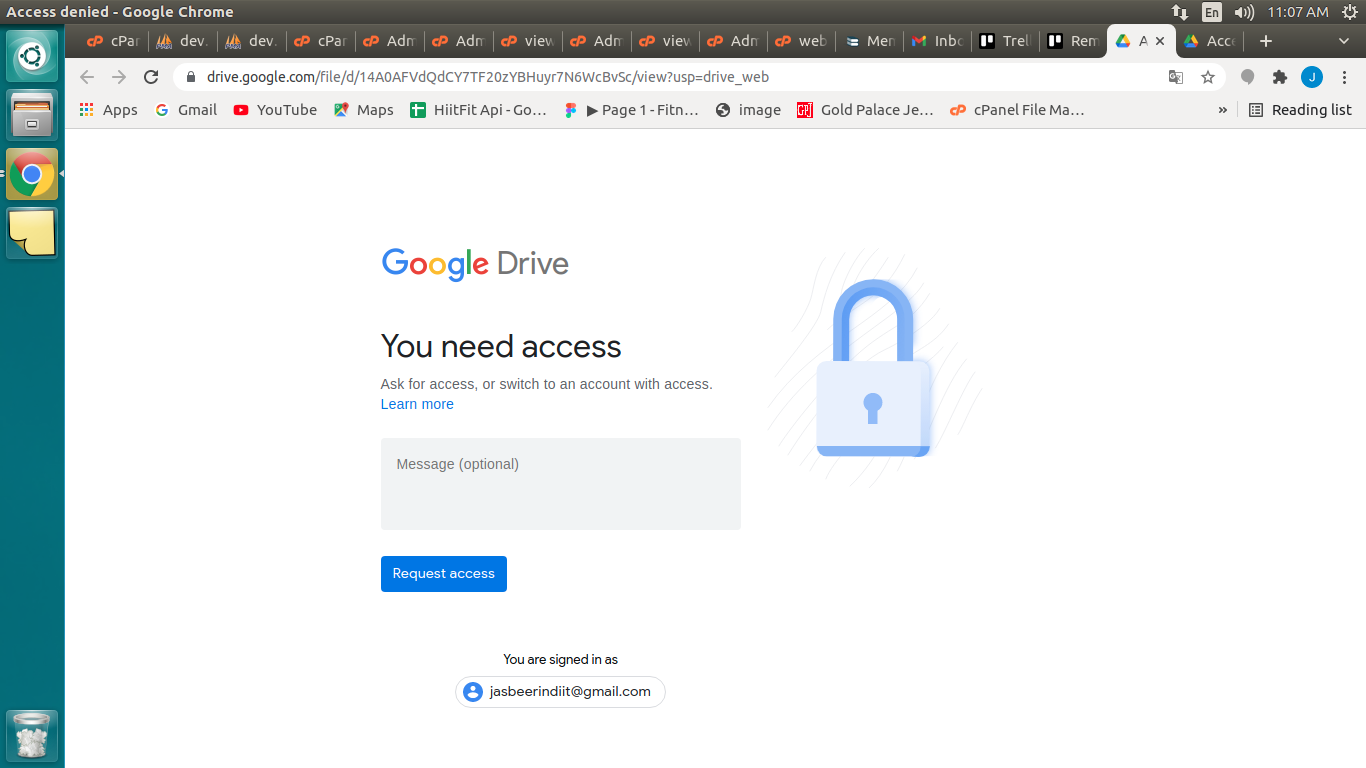 Access denied - Google Chrome
En
11:07 AM
cPar
dev.
dev.
cPar
Adm
Adm
view
Adm
view
Adm
web
Men
Inbo
Trell
Rem
A
Acce
drive.google.com/file/d/14A0AFVdQdCY7TF20zYBHuyr7N6WcBvSc/view?usp=drive_web
J
Apps
Gmail
YouTube
Maps
HiitFit Api - Go...
▶ Page 1 - Fitn...
image
Gold Palace Je...
cPanel File Ma...
»
Reading list
Google Drive
You need access
Ask for access, or switch to an account with access.
Learn more
Message (optional)
Request access
You are signed in as
jasbeerindiit@gmail.com